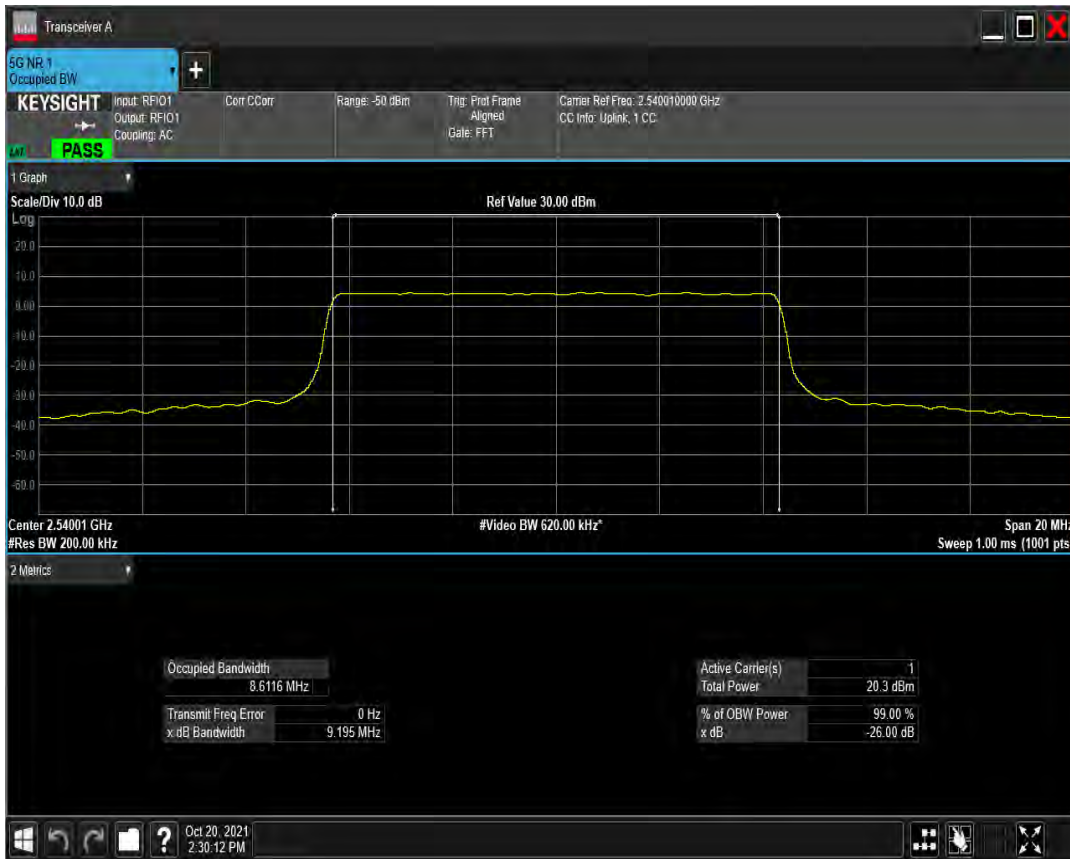 Transceiver A
5G NR 1
Occupied BW
+
KEYSIGHT
Input: RFIO1
Output: RFIO1
Coupling: AC
Corr CCorr
Range: -50 dBm
Trig: Prot Frame
Aligned
Gate: FFT
Carrier Ref Freq: 2.540010000 GHz
CC Info: Uplink, 1 CC
PASS
1 Graph
Scale/Div 10.0 dB
Ref Value 30.00 dBm
Log
20.0
10.0
0.00
-10.0
-20.0
-30.0
-40.0
-50.0
-60.0
Center 2.54001 GHz
#Video BW 620.00 kHz*
Span 20 MHz
#Res BW 200.00 kHz
Sweep 1.00 ms (1001 pts
2 Metrics
Occupied Bandwidth
8.6116 MHz
Transmit Freq Error 0 Hz
x dB Bandwidth 9.195 MHz
Active Carrier(s) 1
Total Power 20.3 dBm
% of OBW Power 99.00 %
x dB -26.00 dB
?
Oct 20, 2021
2:30:12 PM